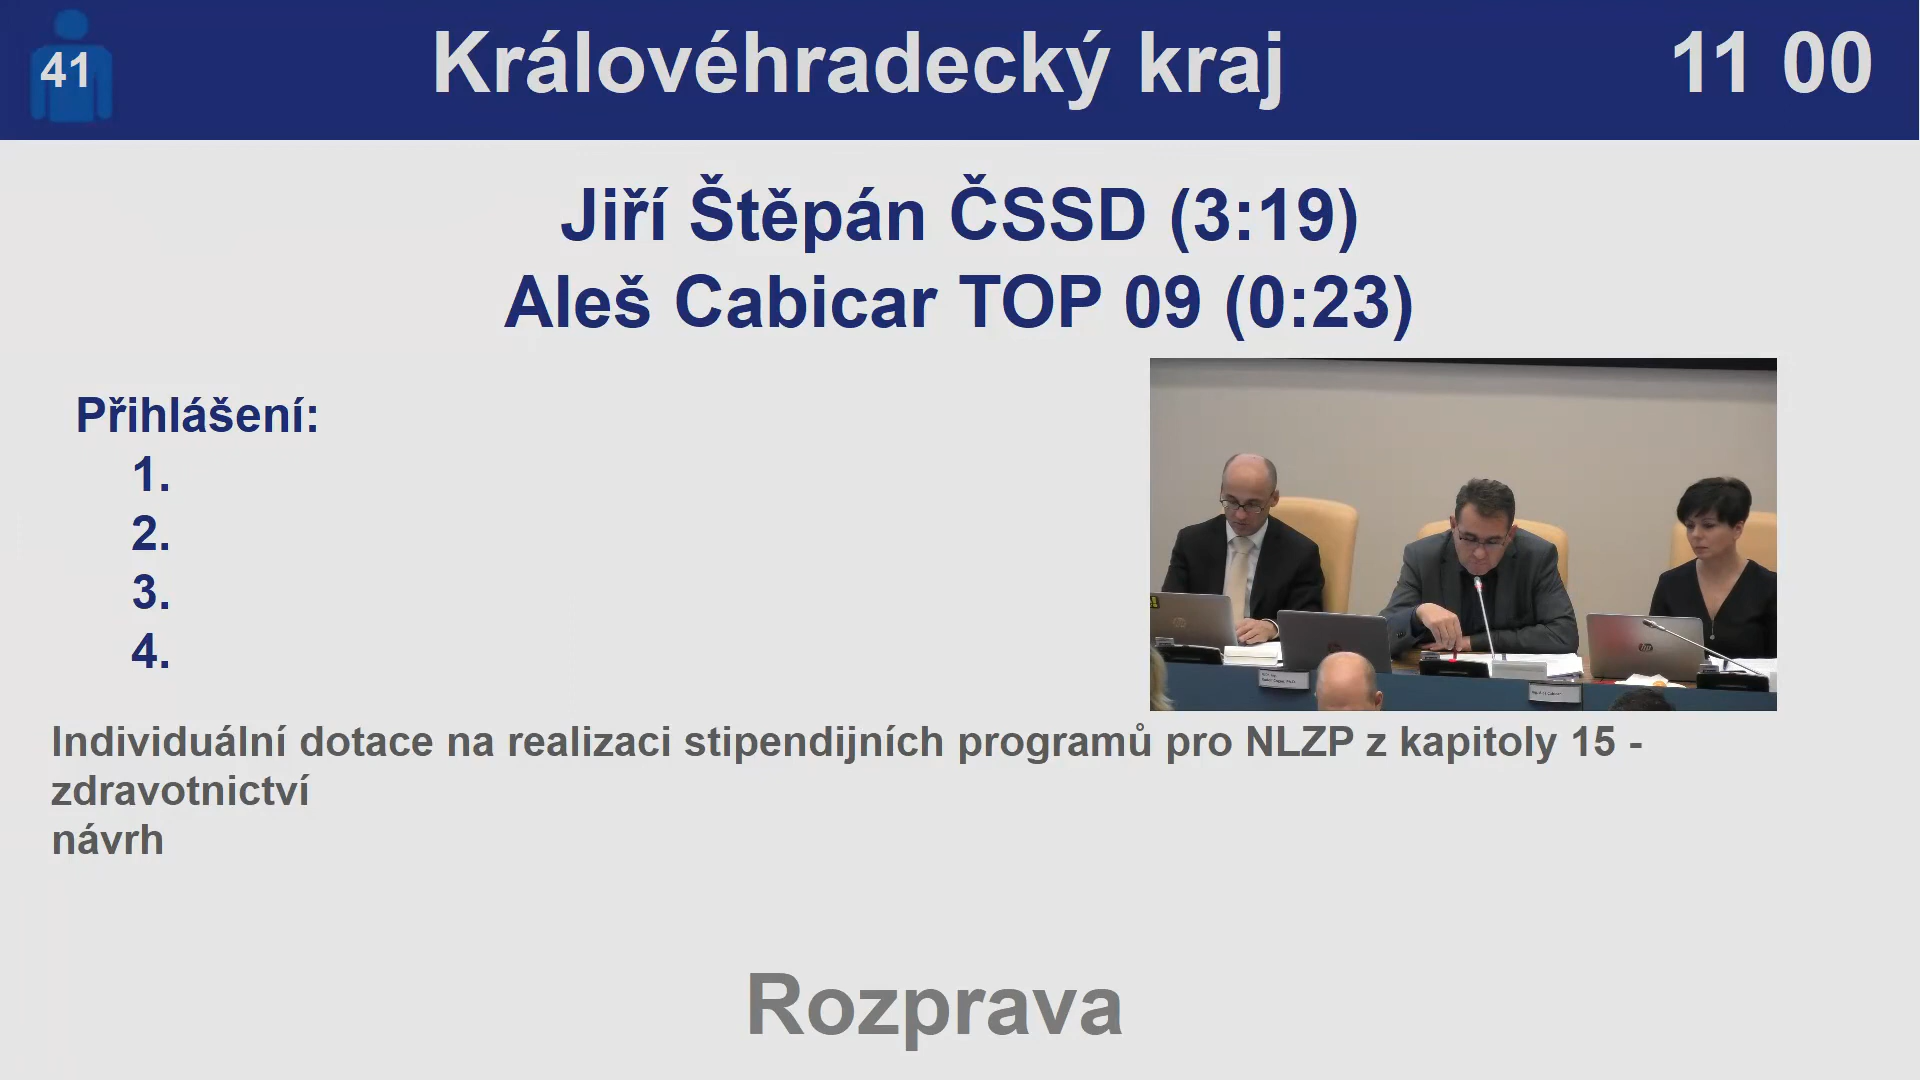 41
Královéhradecký kraj
11 00
Jiří Štěpán ČSSD (3:19)
Aleš Cabicar TOP 09 (0:23)
Přihlášení:
1.
2.
3.
4.
Individuální dotace na realizaci stipendijních programů pro NLZP z kapitoly 15 -
zdravotnictví
návrh
Rozprava